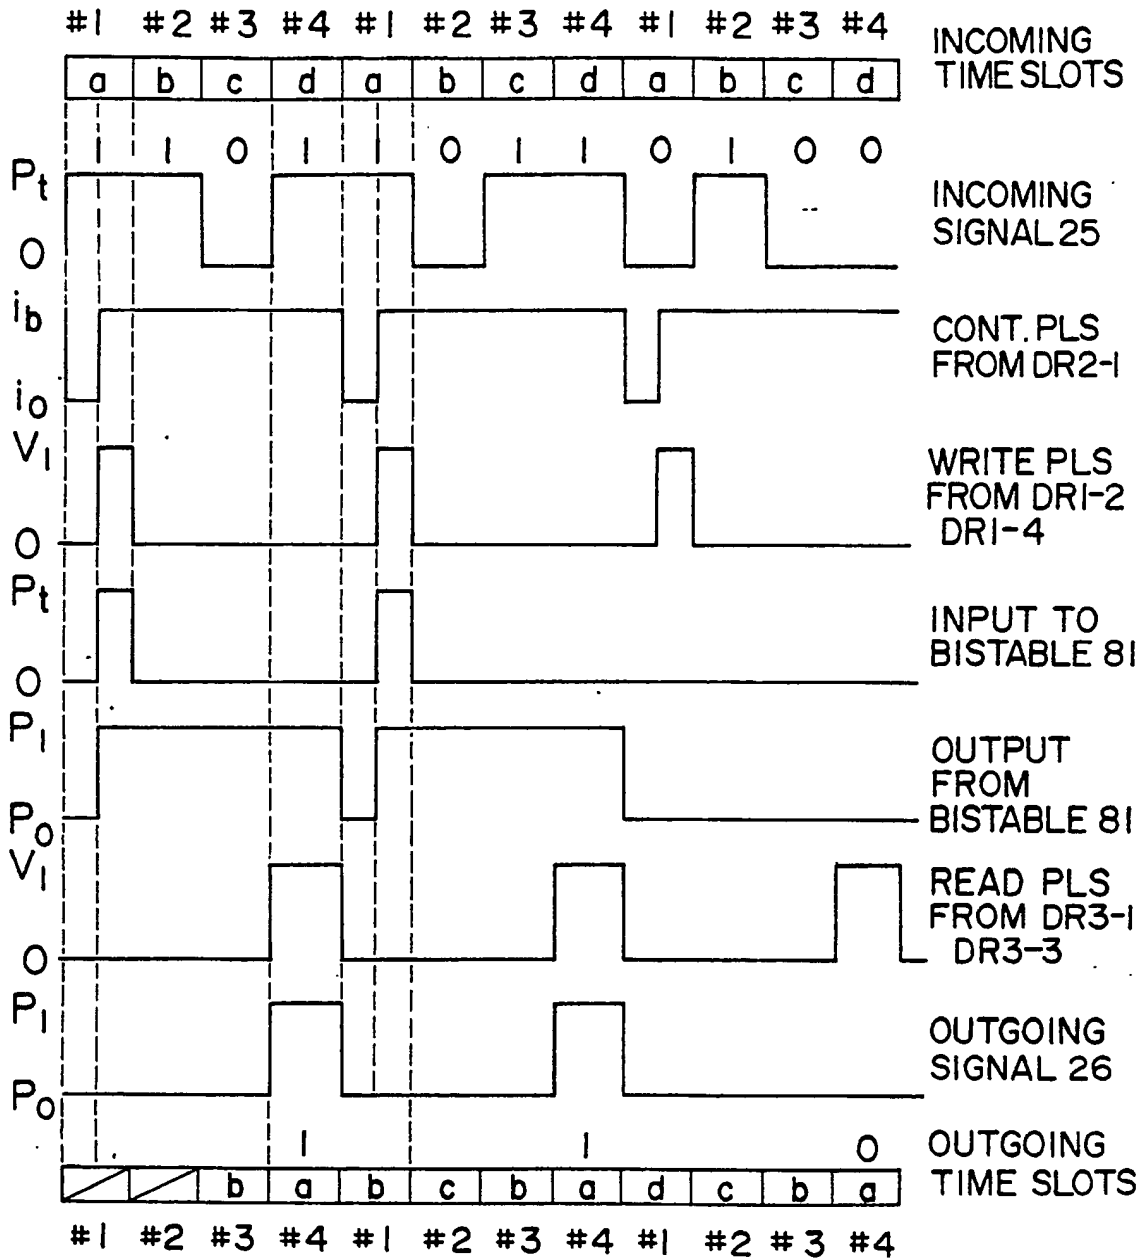 #1 #2 #3 #4 #1 #2 #3 #4 #1 #2 #3 #4
INCOMING
TIME SLOTS
a b c d a b c d a b c d
1 1 0 1 1 0 1 1 0 1 0 0
Pt
0
INCOMING
SIGNAL 25
ib
io
CONT. PLS
FROM DR2-1
V1
0
WRITE PLS
FROM DR1-2
DR1-4
Pt
0
INPUT TO
BISTABLE 81
P1
Po
OUTPUT
FROM
BISTABLE 81
V1
0
READ PLS
FROM DR3-1
DR3-3
P1
Po
OUTGOING
SIGNAL 26
1 1 0
OUTGOING
TIME SLOTS
b a b c b a d c b a
#1 #2 #3 #4 #1 #2 #3 #4 #1 #2 #3 #4